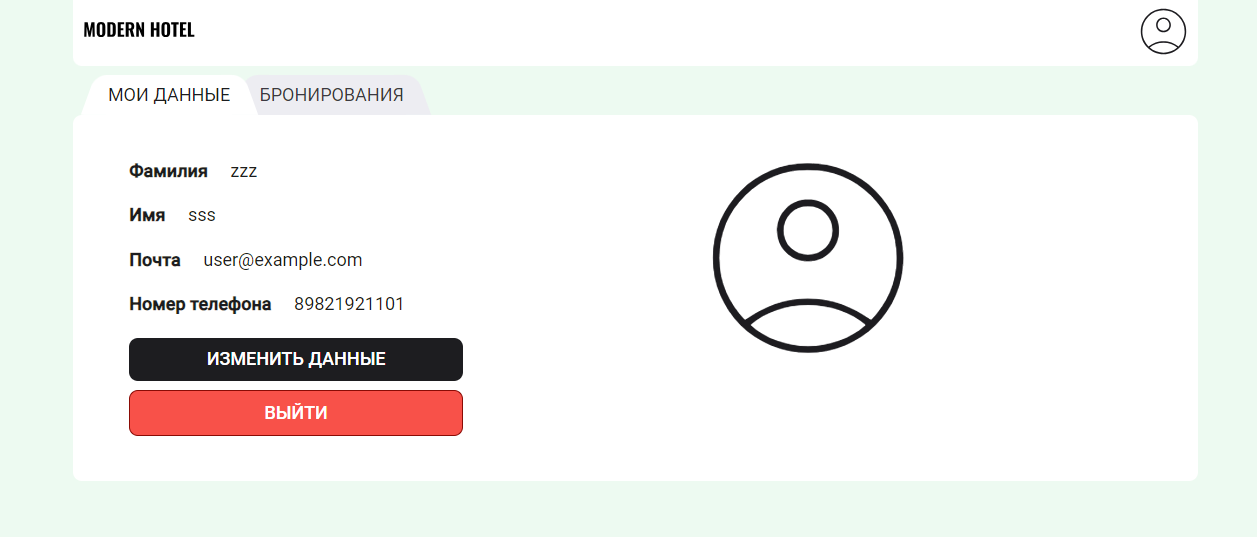 MODERN HOTEL
МОИ ДАННЫЕ БРОНИРОВАНИЯ
Фамилия zzz
Имя sss
Почта user@example.com
Номер телефона 89821921101
ИЗМЕНИТЬ ДАННЫЕ
ВЫЙТИ